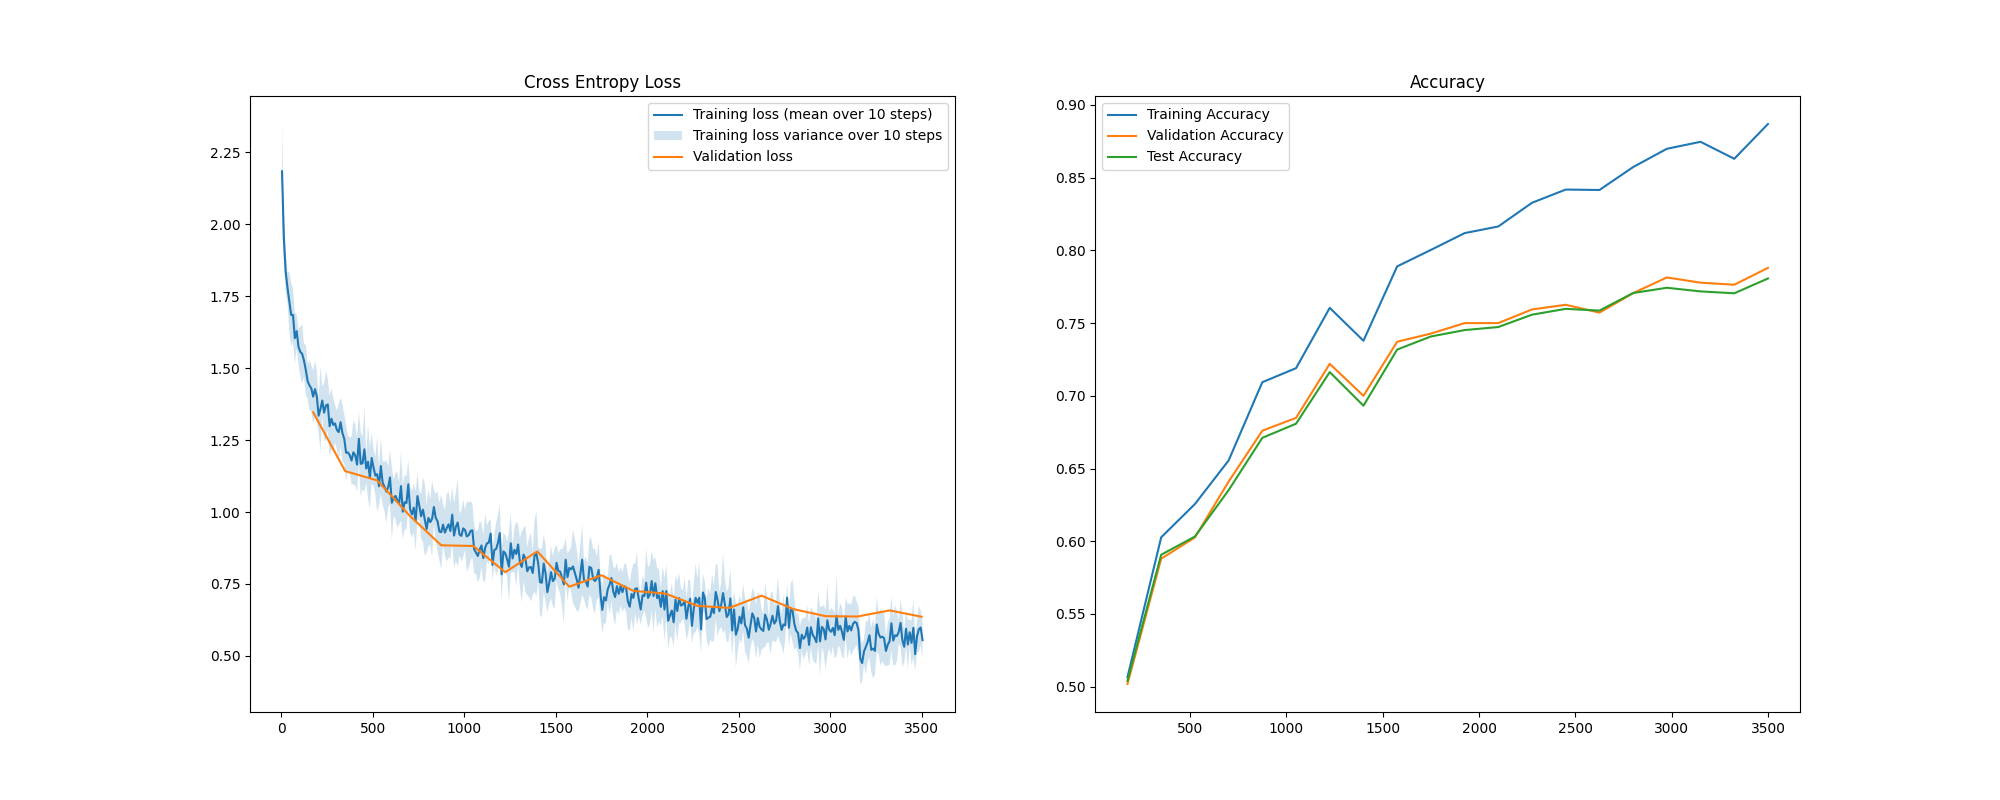 Cross Entropy Loss
Training loss (mean over 10 steps)
Training loss variance over 10 steps
Validation loss
2.25
2.00
1.75
1.50
1.25
1.00
0.75
0.50
0 500 1000 1500 2000 2500 3000 3500
Accuracy
Training Accuracy
Validation Accuracy
Test Accuracy
0.90
0.85
0.80
0.75
0.70
0.65
0.60
0.55
0.50
500 1000 1500 2000 2500 3000 3500